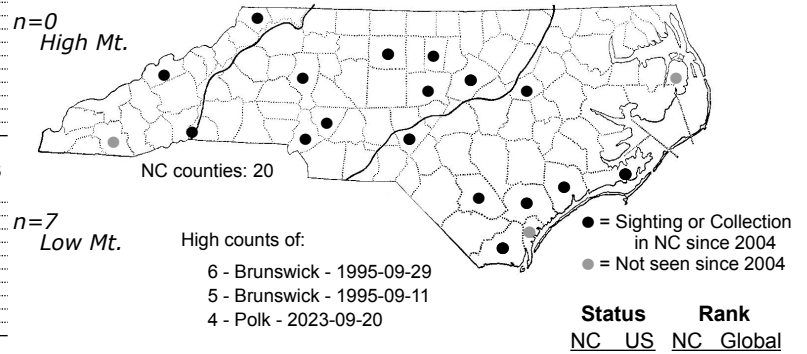 n=0
High Mt.
NC counties: 20
n=7
Low Mt.
High counts of:
6 - Brunswick - 1995-09-29
5 - Brunswick - 1995-09-11
4 - Polk - 2023-09-20
= Sighting or Collection
in NC since 2004
= Not seen since 2004
Status Rank
NC US NC Global